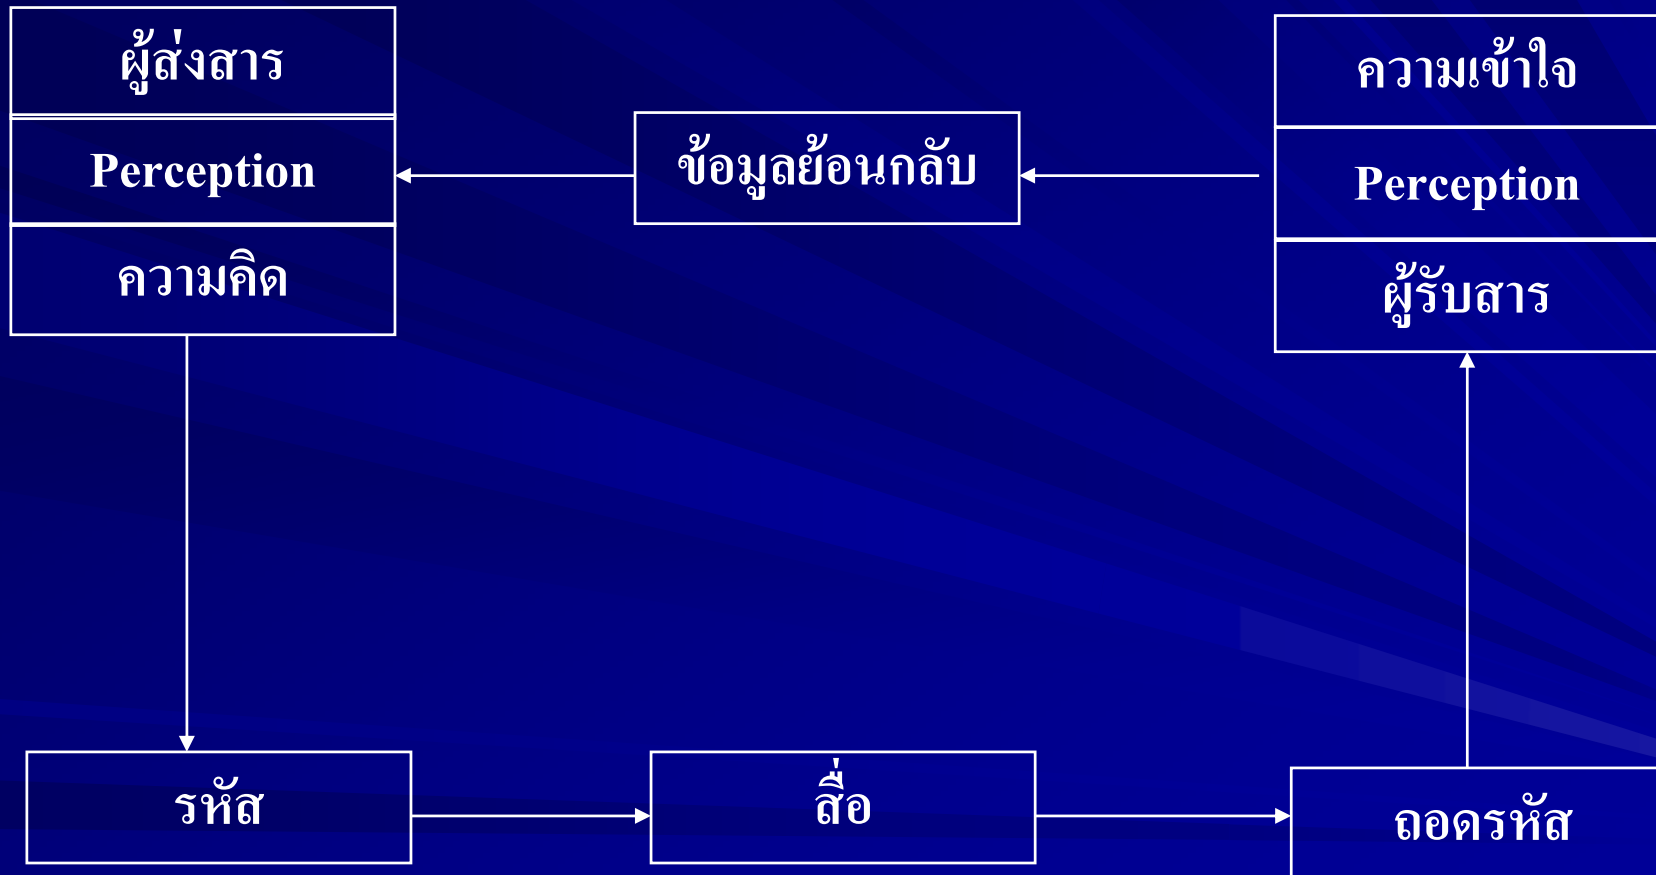 ผู้ส่งสาร
Perception
ความคิด
ข้อมูลย้อนกลับ
ความเข้าใจ
Perception
ผู้รับสาร
รหัส
สื่อ
ถอดรหัส